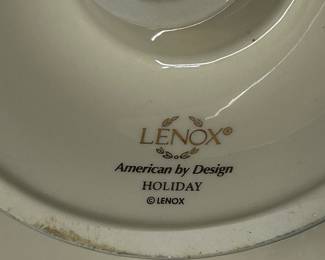 LENOX®
American by Design
HOLIDAY
© LENOX